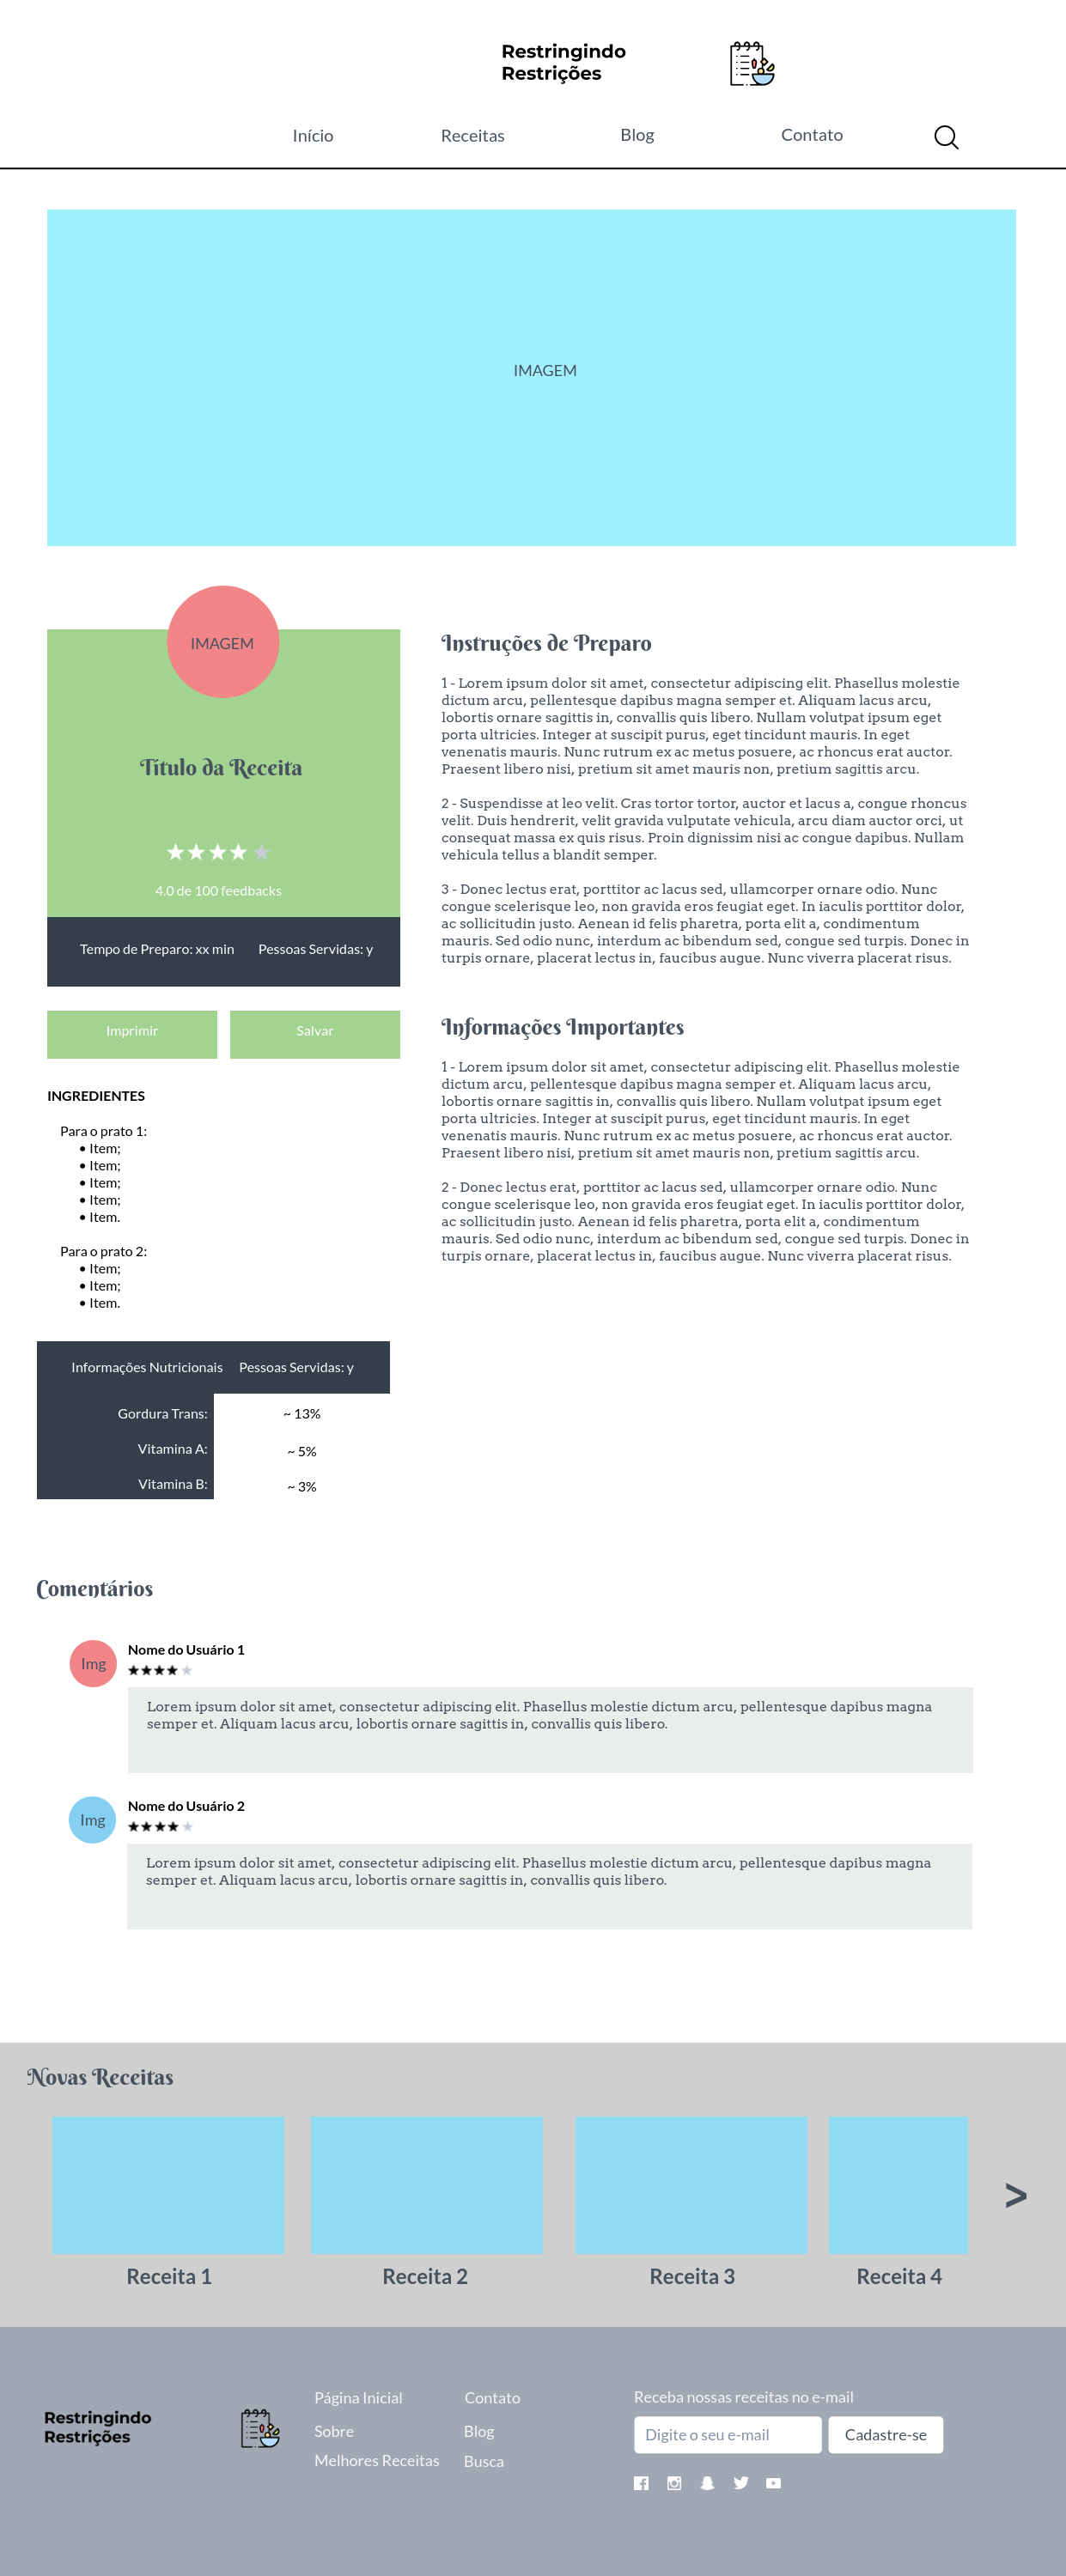 Restringindo
Restrições
Início
Receitas
Blog
Contato
IMAGEM
IMAGEM
Título da Receita
4.0 de 100 feedbacks
Tempo de Preparo: xx min
Pessoas Servidas: y
Imprimir
Salvar
INGREDIENTES
Para o prato 1:
• Item;
• Item;
• Item;
• Item;
• Item.
Para o prato 2:
• Item;
• Item;
• Item.
Informações Nutricionais
Pessoas Servidas: y
Gordura Trans:
~ 13%
Vitamina A:
~ 5%
Vitamina B:
~ 3%
Instruções de Preparo
1 - Lorem ipsum dolor sit amet, consectetur adipiscing elit. Phasellus molestie
dictum arcu, pellentesque dapibus magna semper et. Aliquam lacus arcu,
lobortis ornare sagittis in, convallis quis libero. Nullam volutpat ipsum eget
porta ultricies. Integer at suscipit purus, eget tincidunt mauris. In eget
venenatis mauris. Nunc rutrum ex ac metus posuere, ac rhoncus erat auctor.
Praesent libero nisi, pretium sit amet mauris non, pretium sagittis arcu.
2 - Suspendisse at leo velit. Cras tortor tortor, auctor et lacus a, congue rhoncus
velit. Duis hendrerit, velit gravida vulputate vehicula, arcu diam auctor orci, ut
consequat massa ex quis risus. Proin dignissim nisi ac congue dapibus. Nullam
vehicula tellus a blandit semper.
3 - Donec lectus erat, porttitor ac lacus sed, ullamcorper ornare odio. Nunc
congue scelerisque leo, non gravida eros feugiat eget. In iaculis porttitor dolor,
ac sollicitudin justo. Aenean id felis pharetra, porta elit a, condimentum
mauris. Sed odio nunc, interdum ac bibendum sed, congue sed turpis. Donec in
turpis ornare, placerat lectus in, faucibus augue. Nunc viverra placerat risus.
Informações Importantes
1 - Lorem ipsum dolor sit amet, consectetur adipiscing elit. Phasellus molestie
dictum arcu, pellentesque dapibus magna semper et. Aliquam lacus arcu,
lobortis ornare sagittis in, convallis quis libero. Nullam volutpat ipsum eget
porta ultricies. Integer at suscipit purus, eget tincidunt mauris. In eget
venenatis mauris. Nunc rutrum ex ac metus posuere, ac rhoncus erat auctor.
Praesent libero nisi, pretium sit amet mauris non, pretium sagittis arcu.
2 - Donec lectus erat, porttitor ac lacus sed, ullamcorper ornare odio. Nunc
congue scelerisque leo, non gravida eros feugiat eget. In iaculis porttitor dolor,
ac sollicitudin justo. Aenean id felis pharetra, porta elit a, condimentum
mauris. Sed odio nunc, interdum ac bibendum sed, congue sed turpis. Donec in
turpis ornare, placerat lectus in, faucibus augue. Nunc viverra placerat risus.
Comentários
Img
Nome do Usuário 1
Lorem ipsum dolor sit amet, consectetur adipiscing elit. Phasellus molestie dictum arcu, pellentesque dapibus magna
semper et. Aliquam lacus arcu, lobortis ornare sagittis in, convallis quis libero.
Img
Nome do Usuário 2
Lorem ipsum dolor sit amet, consectetur adipiscing elit. Phasellus molestie dictum arcu, pellentesque dapibus magna
semper et. Aliquam lacus arcu, lobortis ornare sagittis in, convallis quis libero.
Novas Receitas
>
Receita 1
Receita 2
Receita 3
Receita 4
Restringindo
Restrições
Página Inicial
Contato
Sobre
Blog
Melhores Receitas
Busca
Receba nossas receitas no e-mail
Digite o seu e-mail
Cadastre-se